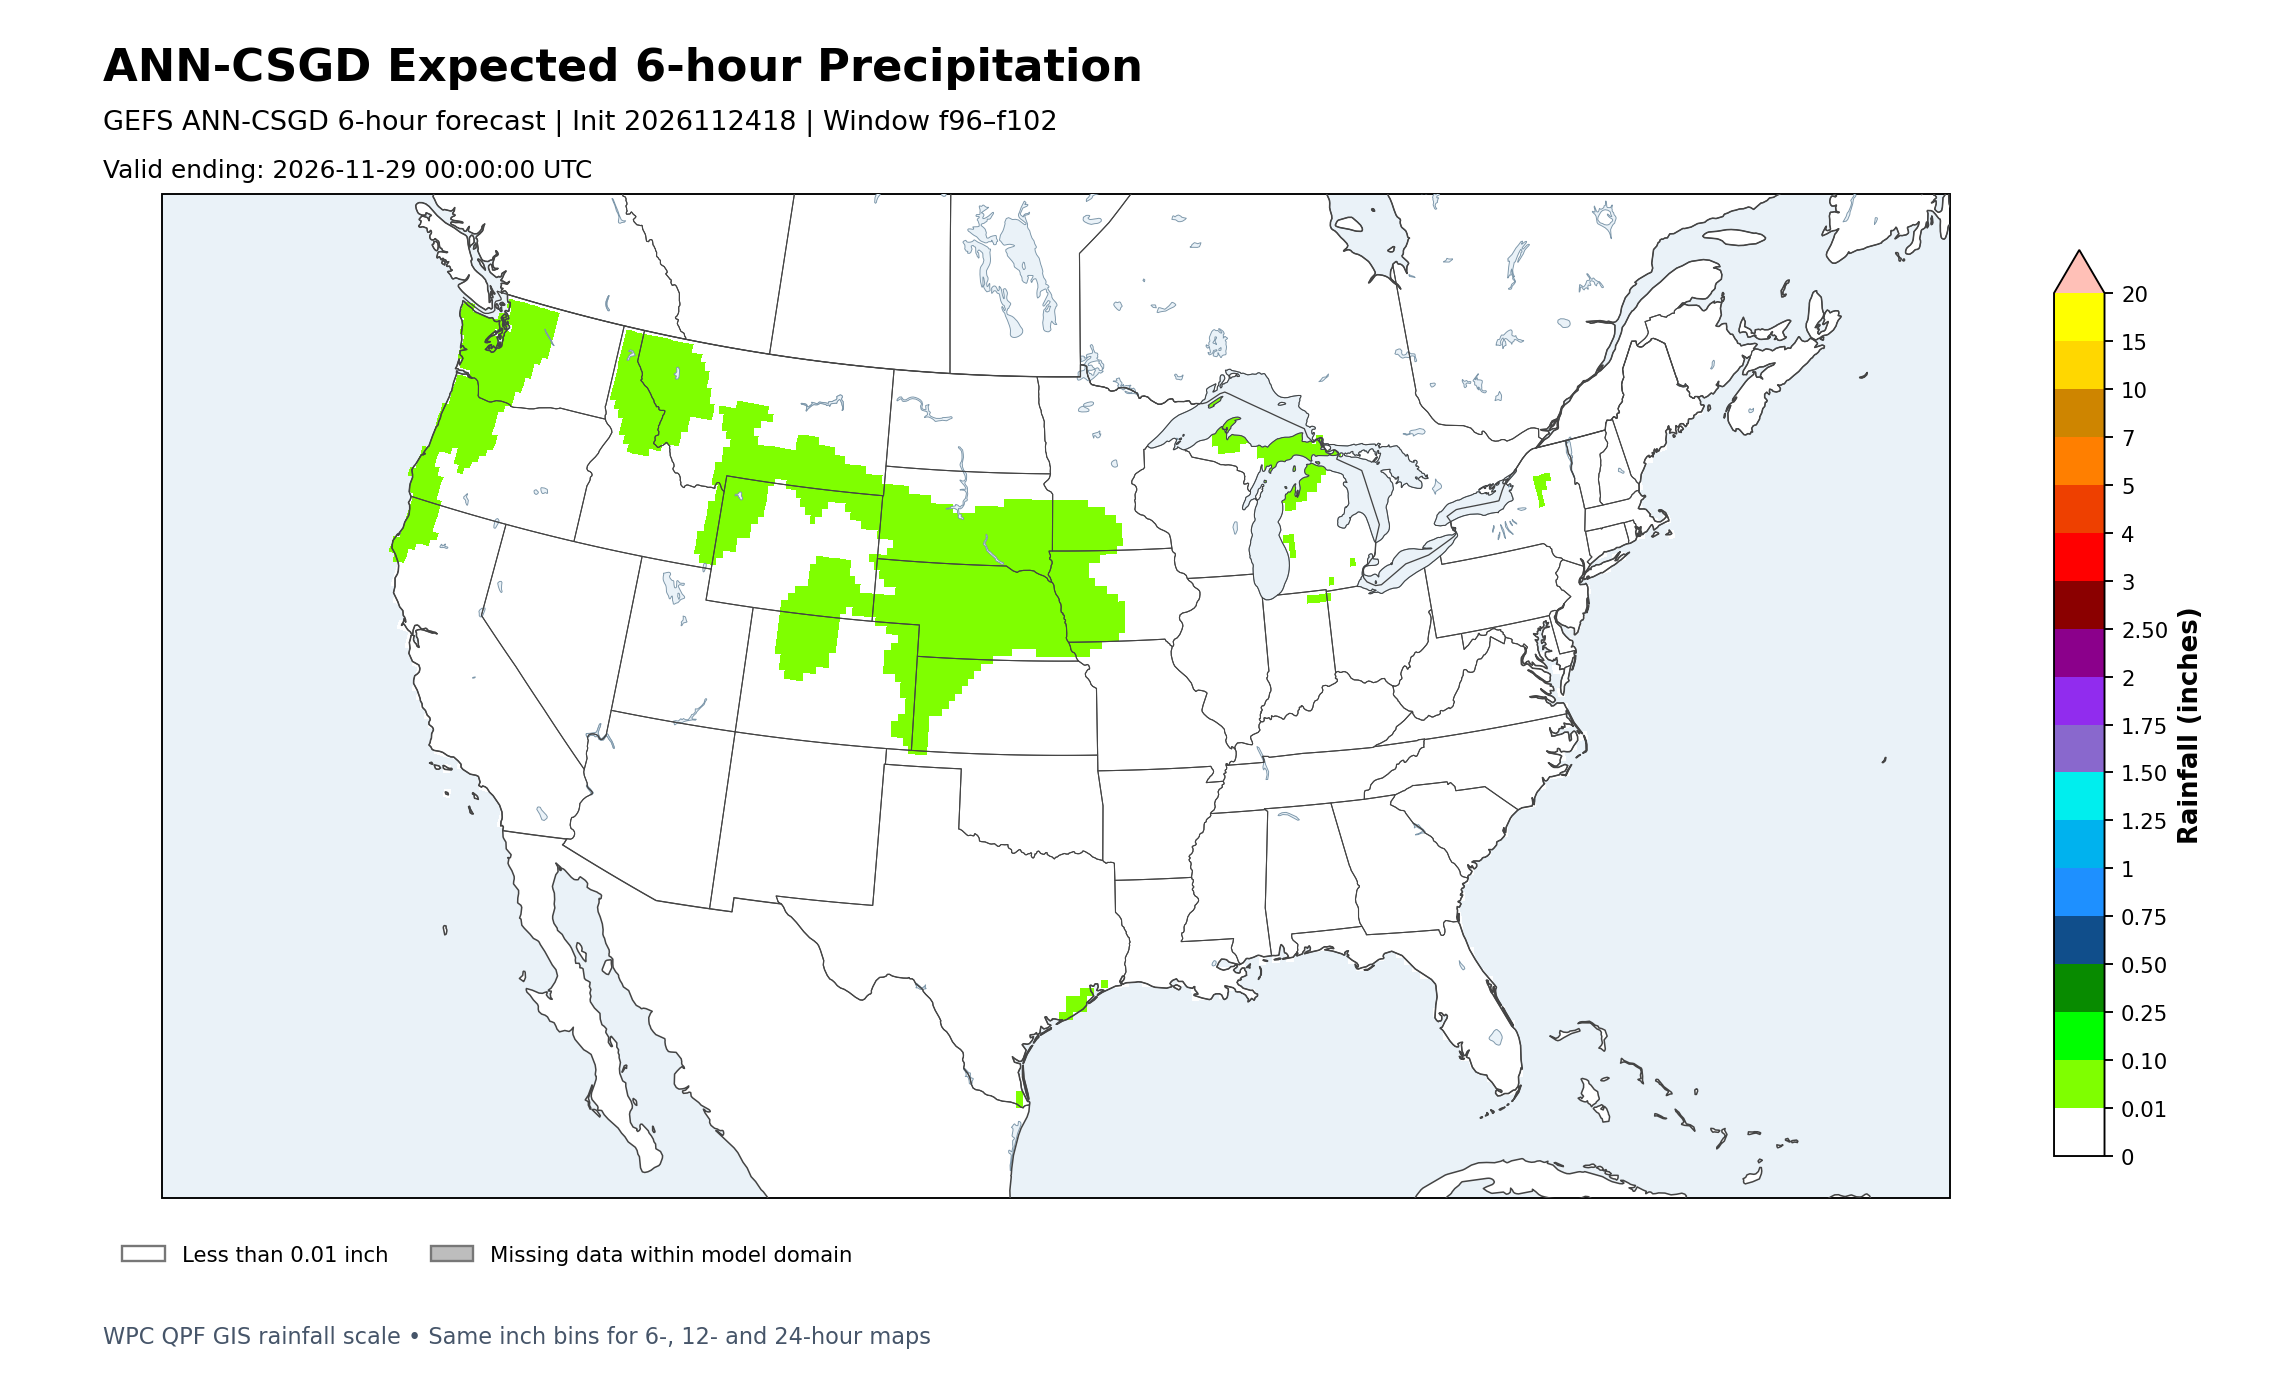 ANN-CSGD Expected 6-hour Precipitation
GEFS ANN-CSGD 6-hour forecast | Init 2026112418 | Window f96–f102
Valid ending: 2026-11-29 00:00:00 UTC
20
15
10
7
5
4
3
2.50
2
1.75
1.50
1.25
1
0.75
0.50
0.25
0.10
0.01
0
Rainfall (inches)
Less than 0.01 inch
Missing data within model domain
WPC QPF GIS rainfall scale • Same inch bins for 6-, 12- and 24-hour maps